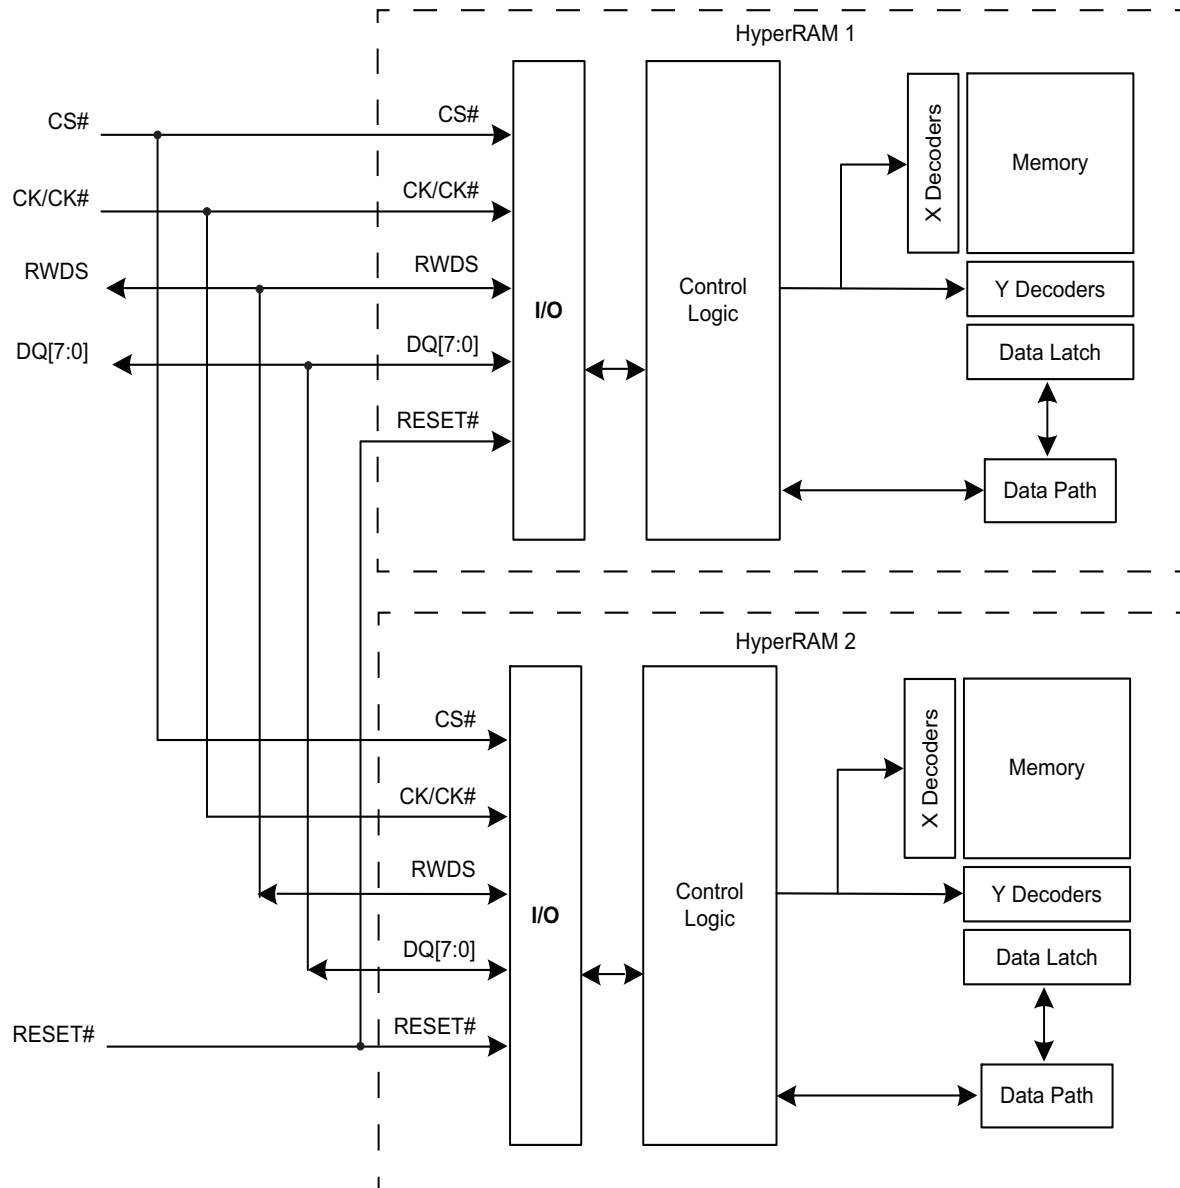 HyperRAM 1
CS#
CS#
CK/CK#
CK/CK#
RWDS
RWDS
DQ[7:0]
DQ[7:0]
RESET#
I/O
Control
Logic
X Decoders
Memory
Y Decoders
Data Latch
Data Path
HyperRAM 2
CS#
CK/CK#
RWDS
DQ[7:0]
RESET#
RESET#
I/O
Control
Logic
X Decoders
Memory
Y Decoders
Data Latch
Data Path